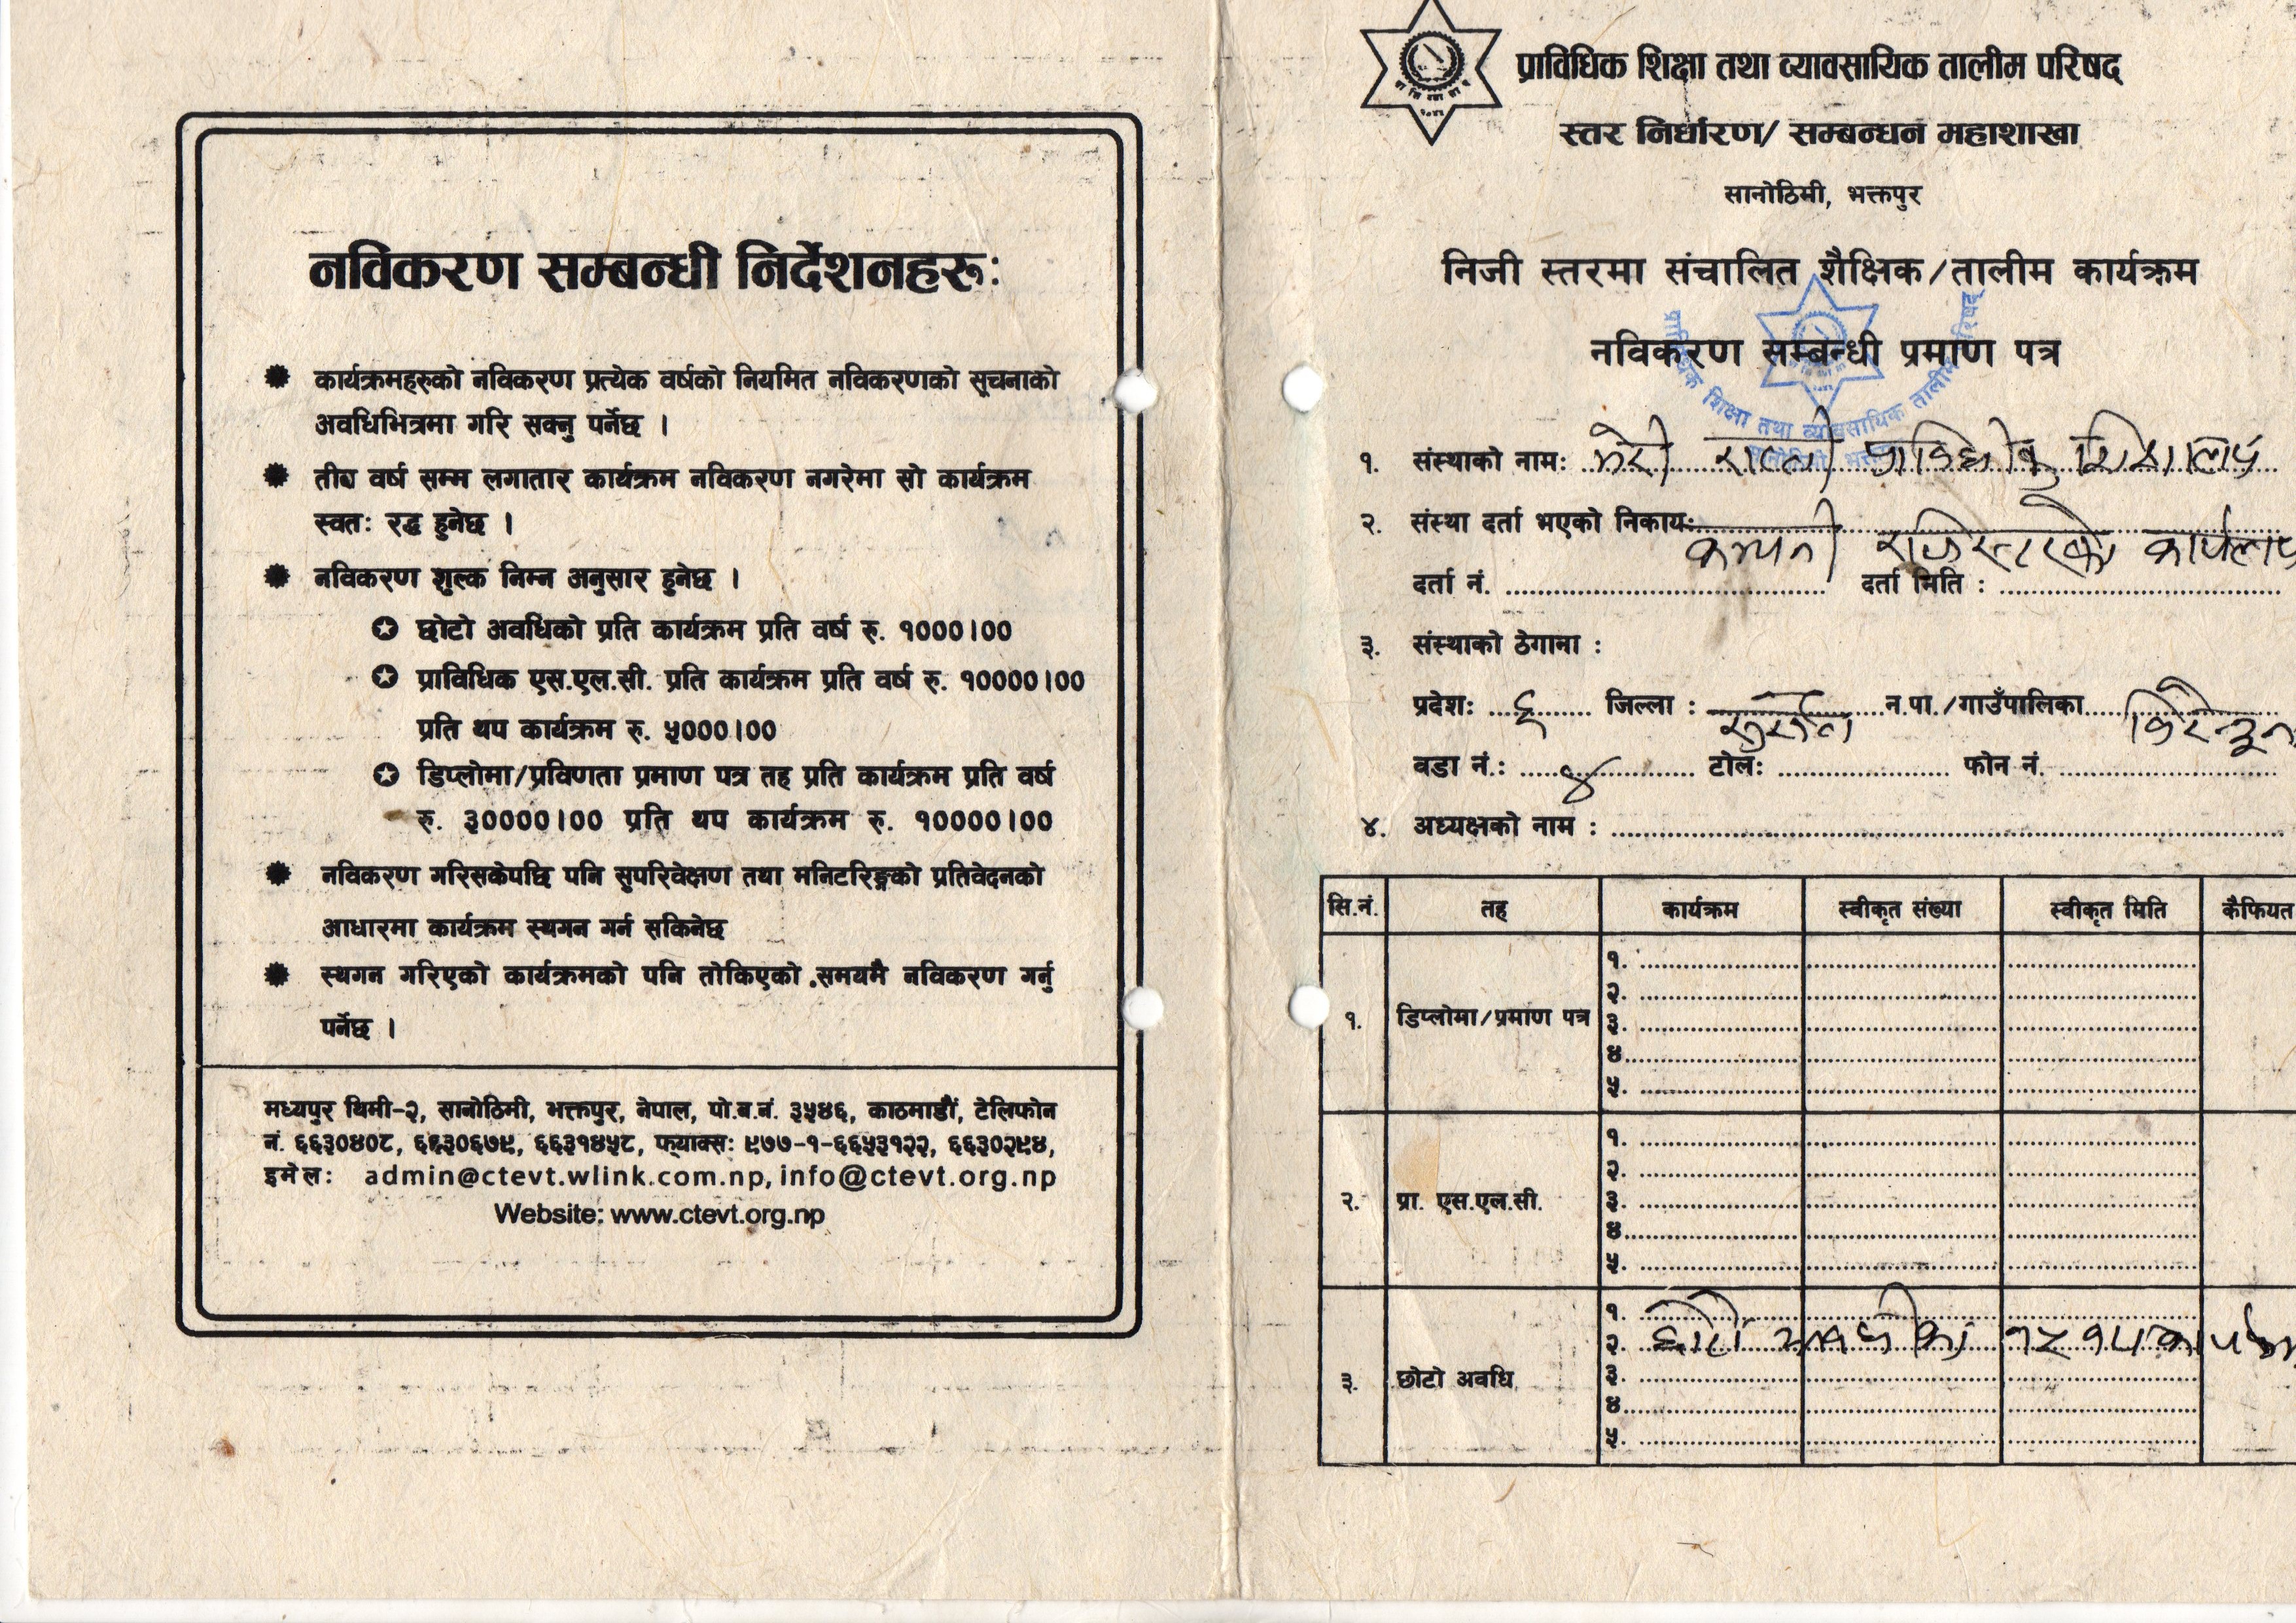 नविकरण सम्बन्धी निर्देशनहरू:
कार्यक्रमहरुको नविकरण प्रत्येक वर्षको नियमित नविकरणको सूचनाको
अवधिभित्रमा गरि सक्नु पर्नेछ ।
वर्ष सम्म लगातार कार्यक्रम नविकरण नगरेमा सो कार्यक्रम
स्वतः रद्ध हुनेछ ।
नविकरण शुल्क निम्न अनुसार हुनेछ ।
छोटो अवधिको प्रति कार्यक्रम प्रति वर्ष रु. १०००।००
प्राविधिक एस.एल.सी. प्रति कार्यक्रम प्रति वर्ष रु. १००००।००
प्रति थप कार्यक्रम रु. ५०००।००
डिप्लोमा/प्रविणता प्रमाण पत्र तह प्रति कार्यक्रम प्रति वर्ष
रु. ३००००।०० प्रति थप कार्यक्रम रु. १००००।००
नविकरण गरिसकेपछि पनि सुपरिवेक्षण तथा मनिटरिङ्गको प्रतिवेदनको
आधारमा कार्यक्रम स्थगन गर्न सकिनेछ
स्थगन गरिएको कार्यक्रमको पनि तोकिएको समयमै नविकरण गर्नु
पर्नेछ ।
मध्यपुर थिमी-२, सानोठिमी, भक्तपुर, नेपाल, पो.ब.नं. ३५४६, काठमाडौं, टेलिफोन
नं. ६६३०४०८, ६६३०६७९, ६६३१४५८, फ्याक्स: ९७७-१-६६५३१२२, ६६३०२९४,
इमेल: admin@ctevt.wlink.com.np, info@ctevt.org.np
Website: www.ctevt.org.np
प्राविधिक शिक्षा तथा व्यावसायिक तालीम परिषद्
स्तर निर्धारण/ सम्बन्धन महाशाखा
सानोठिमी, भक्तपुर
निजी स्तरमा संचालित शैक्षिक/तालीम कार्यक्रम
नविकरण सम्बन्धी प्रमाण पत्र
प्राविधिक शिक्षा तथा व्यावसायिक तालीम परिषद्
१. संस्थाको नाम: भेरी प्राविधीक शिक्षालय
२. संस्था दर्ता भएको निकाय:
कम्पनी रजिस्टारको कार्यालय
दर्ता नं. दर्ता मिति :
३. संस्थाको ठेगाना :
प्रदेश: ६ जिल्ला : सुर्खेत न.पा./गाउँपालिका
वडा नं.: ४ टोल: फोन नं.
४. अध्यक्षको नाम :
सि.नं. तह कार्यक्रम स्वीकृत संख्या स्वीकृत मिति कैफियत
१. डिप्लोमा/प्रमाण पत्र
१.
२.
३.
४.
५.
२. प्रा. एस.एल.सी.
१.
२.
३.
४.
५.
३. छोटो अवधि
१.
२. छोटो अवधीका
३.
४.
५.